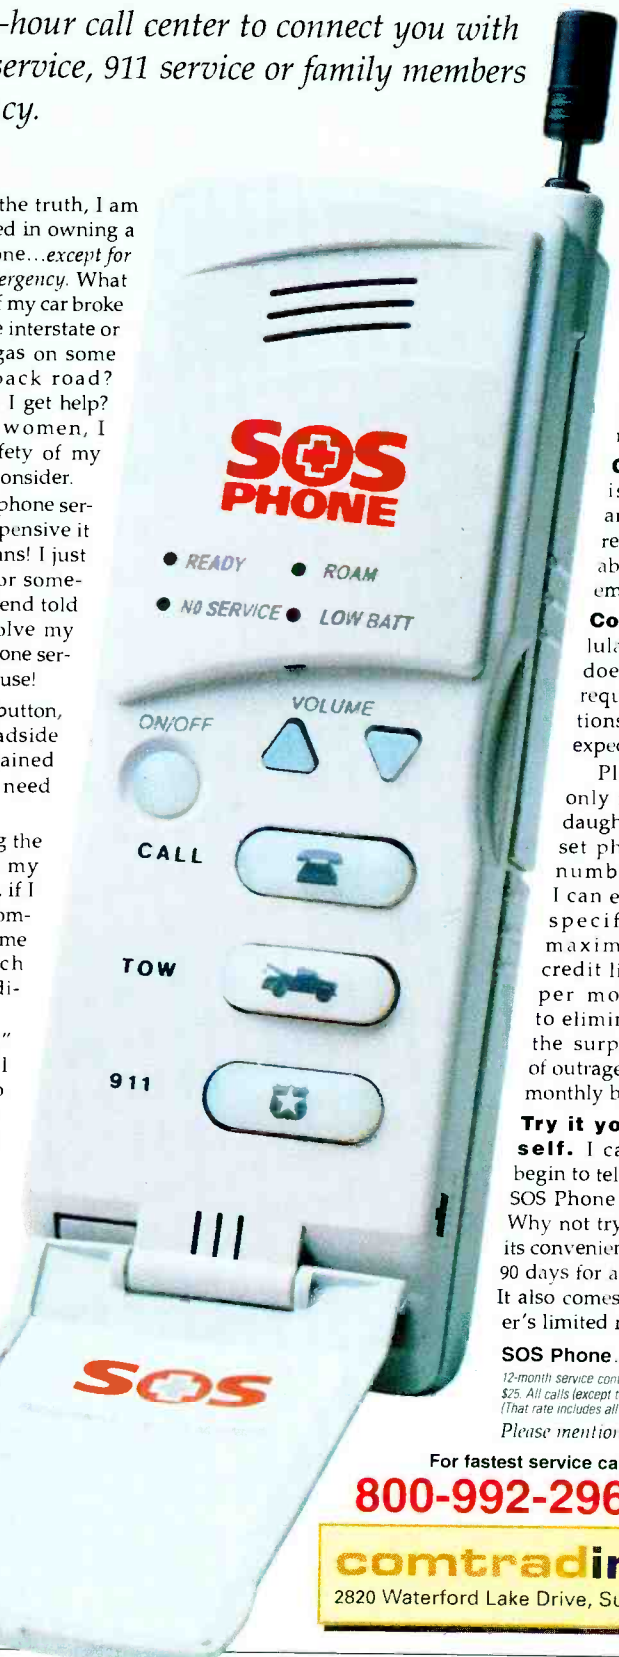 –hour call center to connect you with
service, 911 service or family members
cy.
the truth, I am
ed in owning a
one...except for
ergency. What
f my car broke
e interstate or
gas on some
back road?
I get help?
women, I
fety of my
onsider.
phone ser-
pensive it
ns! I just
or some-
end told
olve my
one ser-
use!
button,
adside
ained
need
g the
my
, if I
om-
me
ch
di-
"
l
o
SOS
PHONE
READY
ROAM
NO SERVICE
LOW BATT
ON/OFF
VOLUME
CALL
TOW
911
SOS
C
is
an
re
ab
em
Co
lula
doe
requ
tions
expec
Pl
only
daugh
set ph
numb
I can e
specif
maxim
credit li
per mo
to elimin
the surp
of outrage
monthly b
Try it yo
self. I ca
begin to tell
SOS Phone
Why not try
its convenien
90 days for a
It also comes
er's limited r
SOS Phone.
12-month service con
$25. All calls (except t
(That rate includes all
Please mention
For fastest service ca
800-992-296
comtradin
2820 Waterford Lake Drive, Su